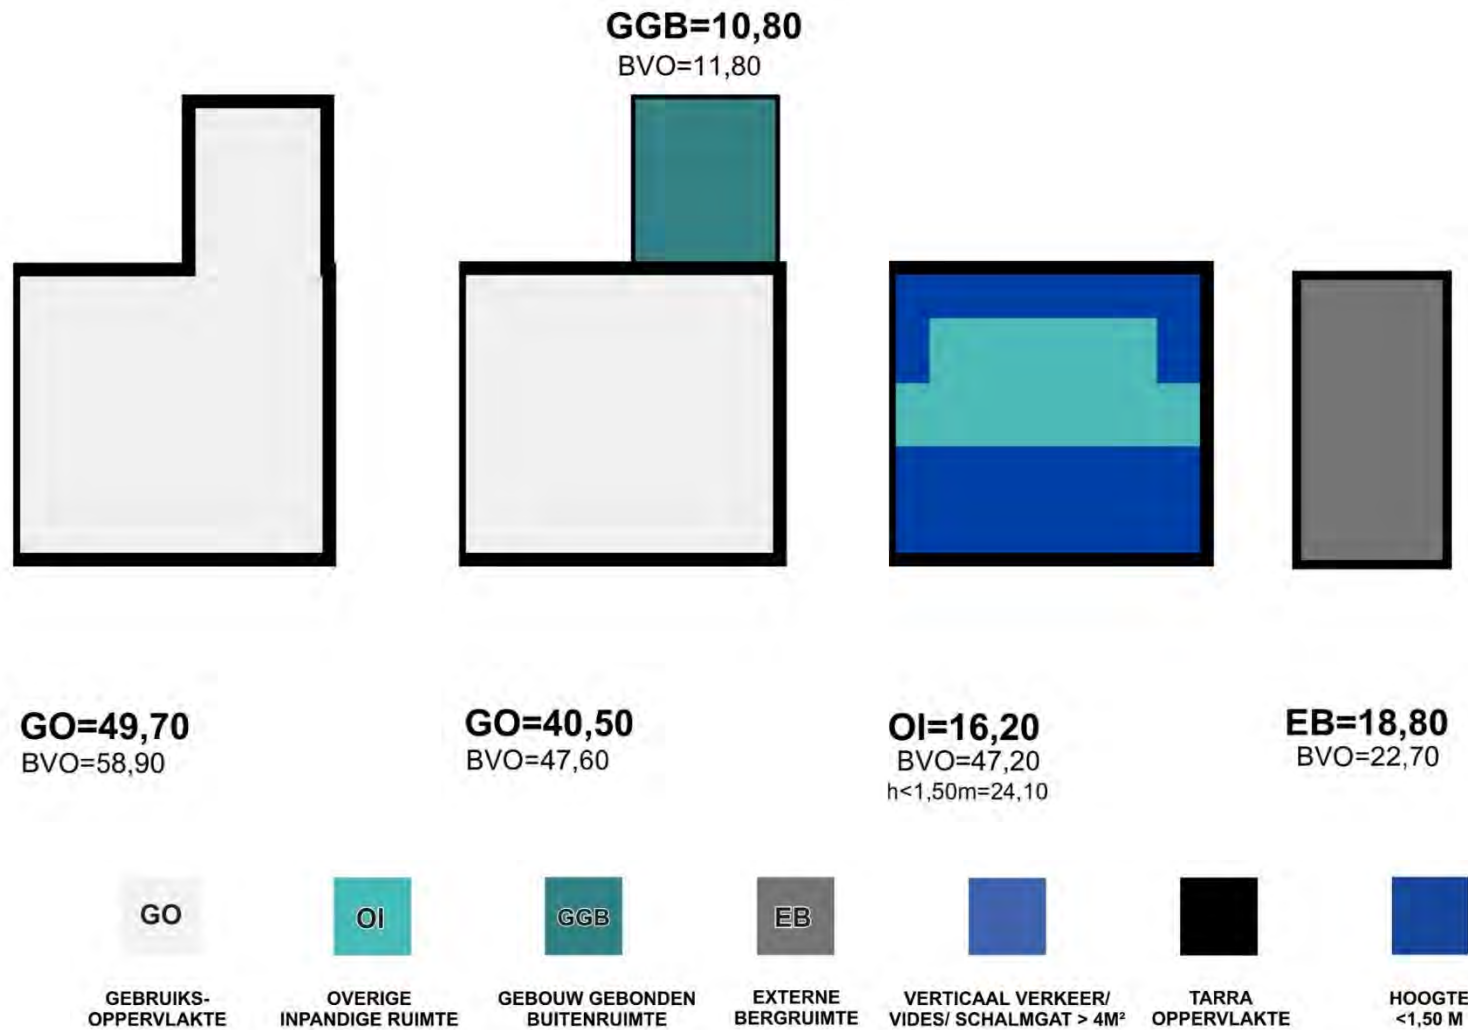 GGB=10,80
BVO=11,80
GO=49,70
BVO=58,90
GO=40,50
BVO=47,60
OI=16,20
BVO=47,20
h<1,50m=24,10
EB=18,80
BVO=22,70
GO
OI
GGB
EB
GEBRUIKS-
OPPERVLAKTE
OVERIGE
INPANDIGE RUIMTE
GEBOUW GEBONDEN
BUITENRUIMTE
EXTERNE
BERGRUIMTE
VERTICAAL VERKEER/
VIDES/ SCHALMGAT > 4M²
TARRA
OPPERVLAKTE
HOOGTE
<1,50 M